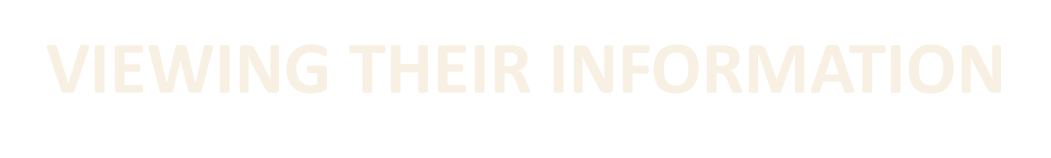 VIEWING THEIR INFORMATION